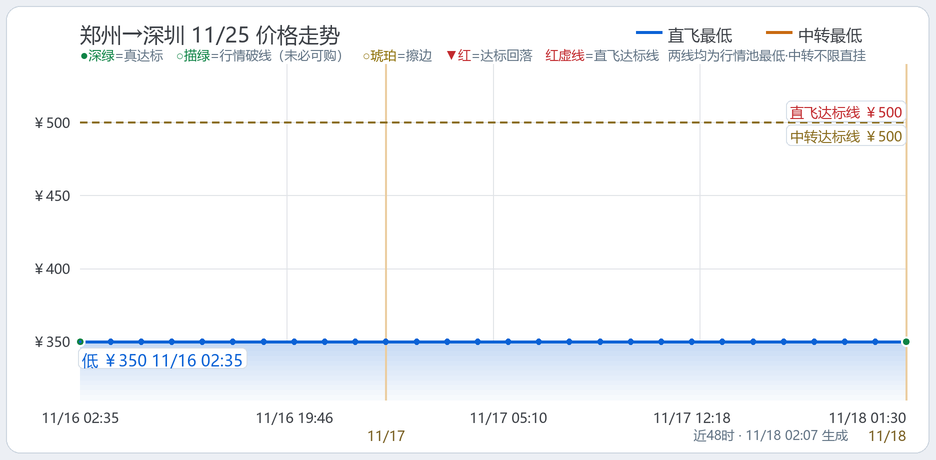 郑州→深圳 11/25 价格走势
直飞最低 中转最低
●深绿=真达标 ○描绿=行情破线（未必可购） ○琥珀=擦边 ▼红=达标回落 红虚线=直飞达标线 两线均为行情池最低·中转不限直挂
直飞达标线 ¥500
¥500
中转达标线 ¥500
¥450
¥400
¥350
低 ¥350 11/16 02:35
11/16 02:35 11/16 19:46 11/17 05:10 11/17 12:18 11/18 01:30
11/17 近48时 · 11/18 02:07 生成 11/18